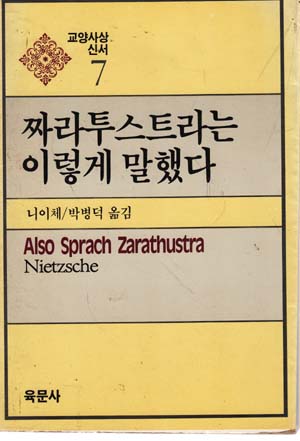 교양사상
신서
7
짜라투스트라는
이렇게 말했다
니이체/박병덕 옮김
Also Sprach Zarathustra
Nietzsche
육문사